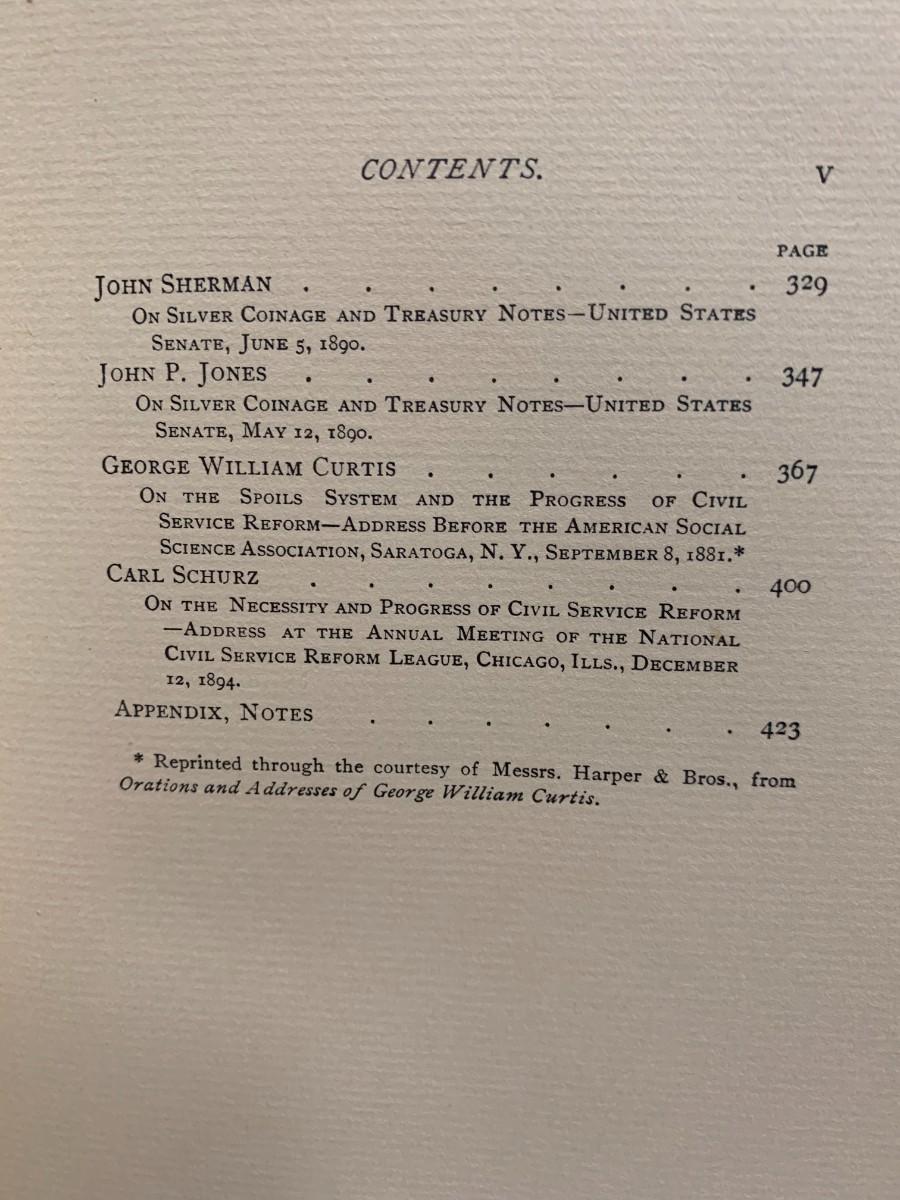 CONTENTS. V
PAGE
JOHN SHERMAN . . . . . . . . 329
ON SILVER COINAGE AND TREASURY NOTES—UNITED STATES
SENATE, JUNE 5, 1890.
JOHN P. JONES . . . . . . . . 347
ON SILVER COINAGE AND TREASURY NOTES—UNITED STATES
SENATE, MAY 12, 1890.
GEORGE WILLIAM CURTIS . . . . . . 367
ON THE SPOILS SYSTEM AND THE PROGRESS OF CIVIL
SERVICE REFORM—ADDRESS BEFORE THE AMERICAN SOCIAL
SCIENCE ASSOCIATION, SARATOGA, N. Y., SEPTEMBER 8, 1881.*
CARL SCHURZ . . . . . . . . 400
ON THE NECESSITY AND PROGRESS OF CIVIL SERVICE REFORM
—ADDRESS AT THE ANNUAL MEETING OF THE NATIONAL
CIVIL SERVICE REFORM LEAGUE, CHICAGO, ILLS., DECEMBER
12, 1894.
APPENDIX, NOTES . . . . . . . 423
* Reprinted through the courtesy of Messrs. Harper & Bros., from
Orations and Addresses of George William Curtis.